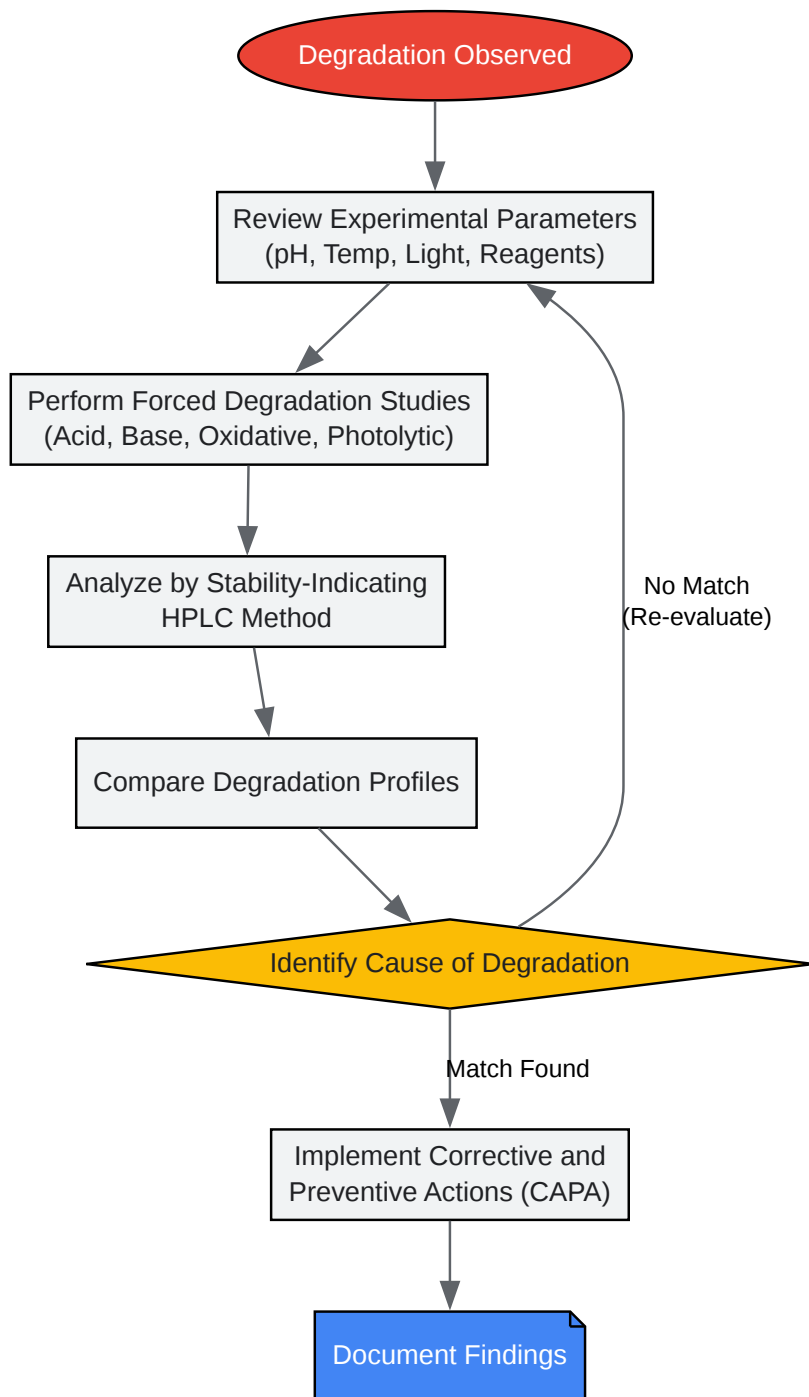 Degradation Observed
Review Experimental Parameters
(pH, Temp, Light, Reagents)
Perform Forced Degradation Studies
(Acid, Base, Oxidative, Photolytic)
Analyze by Stability-Indicating
HPLC Method
No Match
(Re-evaluate)
Compare Degradation Profiles
Identify Cause of Degradation
Match Found
Implement Corrective and
Preventive Actions (CAPA)
Document Findings